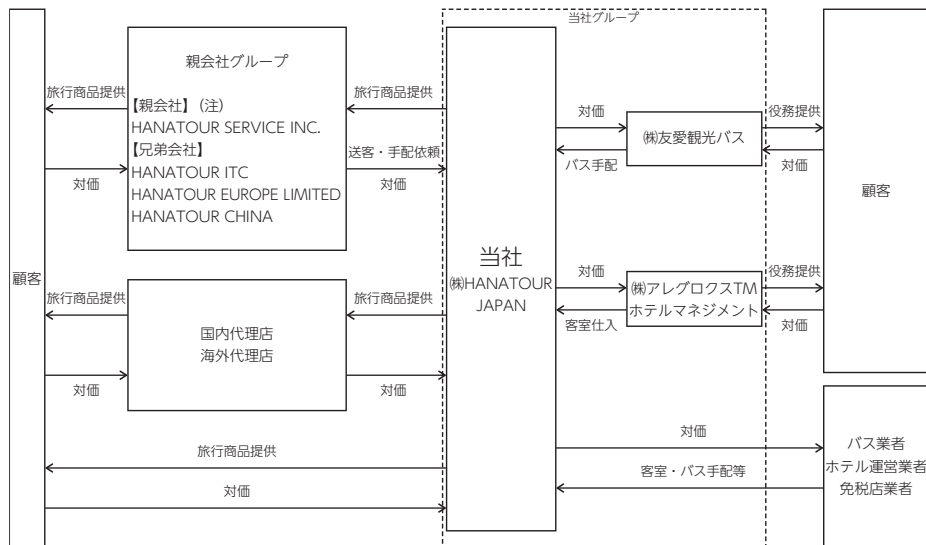 当社グループ
親会社グループ
【親会社】(注)
HANATOUR SERVICE INC.
【兄弟会社】
HANATOUR ITC
HANATOUR EUROPE LIMITED
HANATOUR CHINA
旅行商品提供
対価
旅行商品提供
送客・手配依頼
対価
顧客
国内代理店
海外代理店
旅行商品提供
対価
旅行商品提供
対価
旅行商品提供
対価
当社
㈱HANATOUR
JAPAN
対価
バス手配
㈱友愛観光バス
役務提供
対価
対価
客室仕入
㈱アレグロクスTM
ホテルマネジメント
役務提供
対価
顧客
対価
客室・バス手配等
バス業者
ホテル運営業者
免税店業者